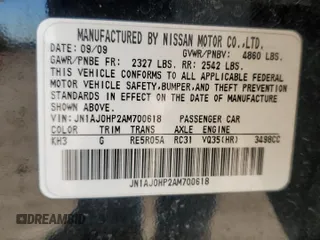 MANUFACTURED BY NISSAN MOTOR CO.,LTD.
DATE: 09/09 GVWR/PNBV: 4860 LBS.
GAWR/PNBE FR: 2327 LBS. RR: 2542 LBS.
THIS VEHICLE CONFORMS TO ALL APPLICABLE FEDERAL
MOTOR VEHICLE SAFETY, BUMPER, AND THEFT PREVENTION
STANDARDS IN EFFECT ON THE DATE OF MANUFACTURE
SHOWN ABOVE.
VIN: JN1AJ0HP2AM700618 PASSENGER CAR
COLOR TRIM TRANS AXLE ENGINE
KH3 G RE5R05A RC31 VQ35(HR) 3498CC
JN1AJ0HP2AM700618
DREAMBID